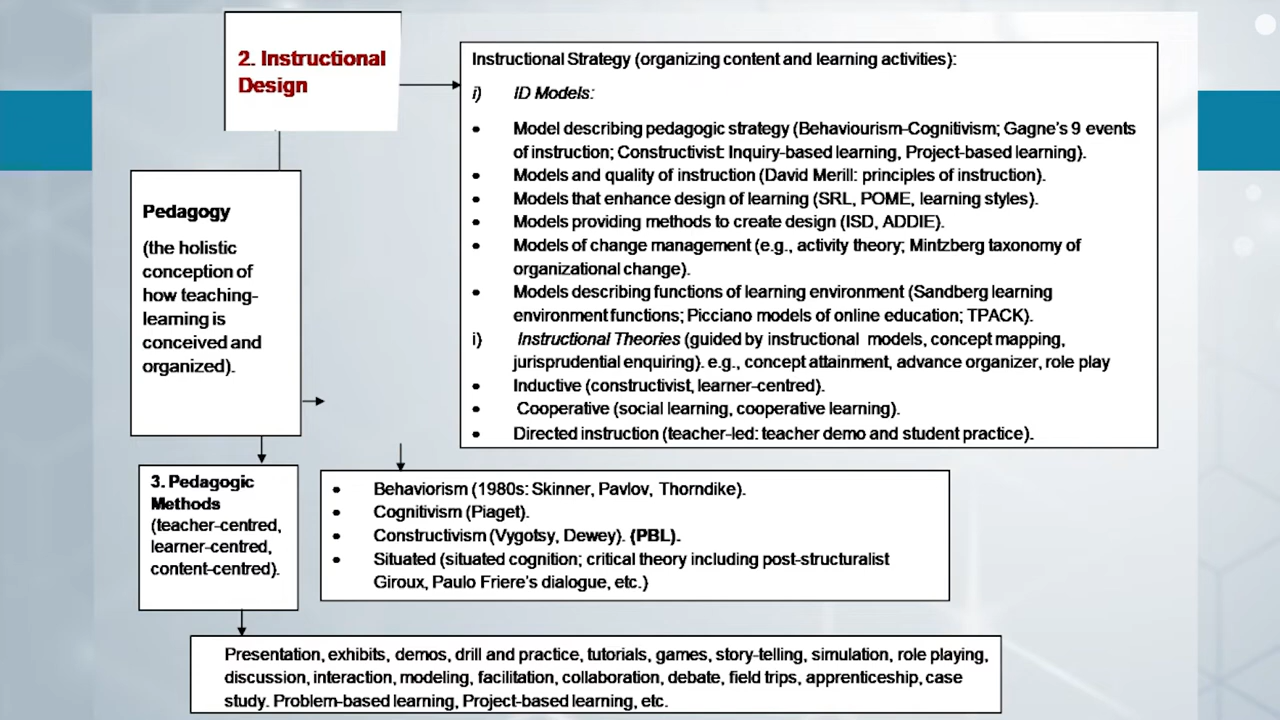 2. Instructional
Design
Instructional Strategy (organizing content and learning activities):
i) ID Models:
• Model describing pedagogic strategy (Behaviourism-Cognitivism; Gagne's 9 events
of instruction; Constructivist: Inquiry-based learning, Project-based learning).
• Models and quality of instruction (David Merill: principles of instruction).
• Models that enhance design of learning (SRL, POME, learning styles).
• Models providing methods to create design (ISD, ADDIE).
• Models of change management (e.g., activity theory; Mintzberg taxonomy of
organizational change).
• Models describing functions of learning environment (Sandberg learning
environment functions; Picciano models of online education; TPACK).
i) Instructional Theories (guided by instructional models, concept mapping,
jurisprudential enquiring). e.g., concept attainment, advance organizer, role play
• Inductive (constructivist, learner-centred).
• Cooperative (social learning, cooperative learning).
• Directed instruction (teacher-led: teacher demo and student practice).
Pedagogy
(the holistic
conception of
how teaching-
learning is
conceived and
organized).
3. Pedagogic
Methods
(teacher-centred,
learner-centred,
content-centred).
• Behaviorism (1980s: Skinner, Pavlov, Thorndike).
• Cognitivism (Piaget).
• Constructivism (Vygotsy, Dewey). (PBL).
• Situated (situated cognition; critical theory including post-structuralist
Giroux, Paulo Friere's dialogue, etc.)
Presentation, exhibits, demos, drill and practice, tutorials, games, story-telling, simulation, role playing,
discussion, interaction, modeling, facilitation, collaboration, debate, field trips, apprenticeship, case
study. Problem-based learning, Project-based learning, etc.